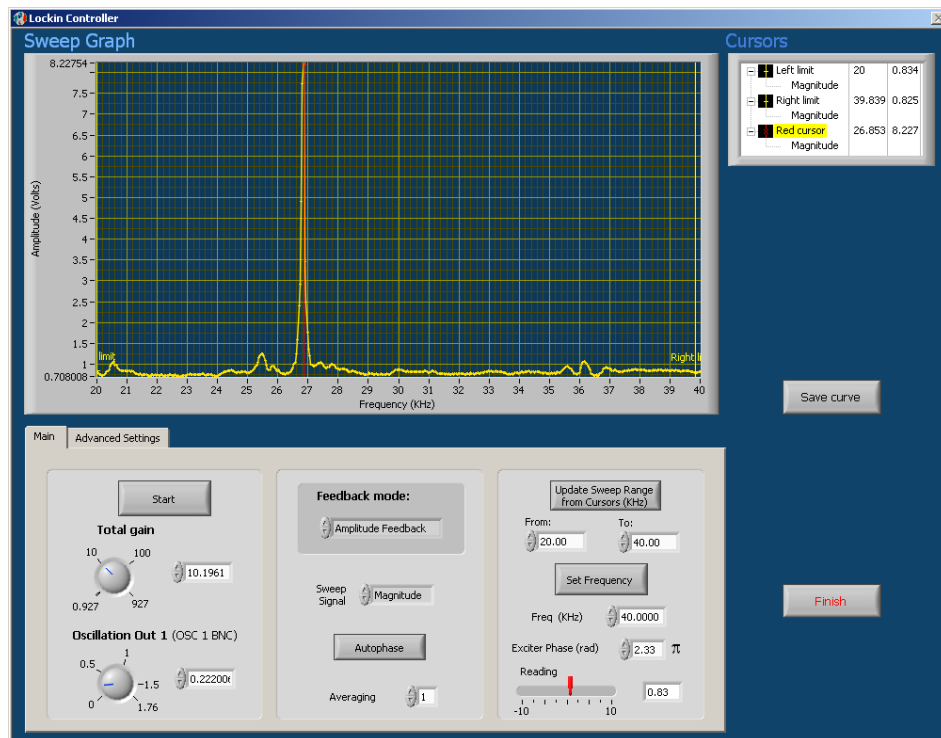 Lockin Controller
Sweep Graph
8.22754
7.5
7
6.5
6
5.5
5
4.5
4
3.5
3
2.5
2
1.5
1
0.708008
Amplitude (Volts)
limit
Right li
20 21 22 23 24 25 26 27 28 29 30 31 32 33 34 35 36 37 38 39 40
Frequency (KHz)
Cursors
Left limit 20 0.834
Magnitude
Right limit 39.839 0.825
Magnitude
Red cursor 26.853 8.227
Magnitude
Save curve
Finish
Main Advanced Settings
Start
Total gain
10 100
0.927 927
10.1961
Oscillation Out 1 (OSC 1 BNC)
1
0.5
-1.5
0 1.76
0.22200
Feedback mode:
Amplitude Feedback
Sweep
Signal
Magnitude
Autophase
Averaging 1
Update Sweep Range
from Cursors (KHz)
From: To:
20.00 40.00
Set Frequency
Freq (KHz) 40.0000
Exciter Phase (rad) 2.33 π
Reading
-10 10
0.83